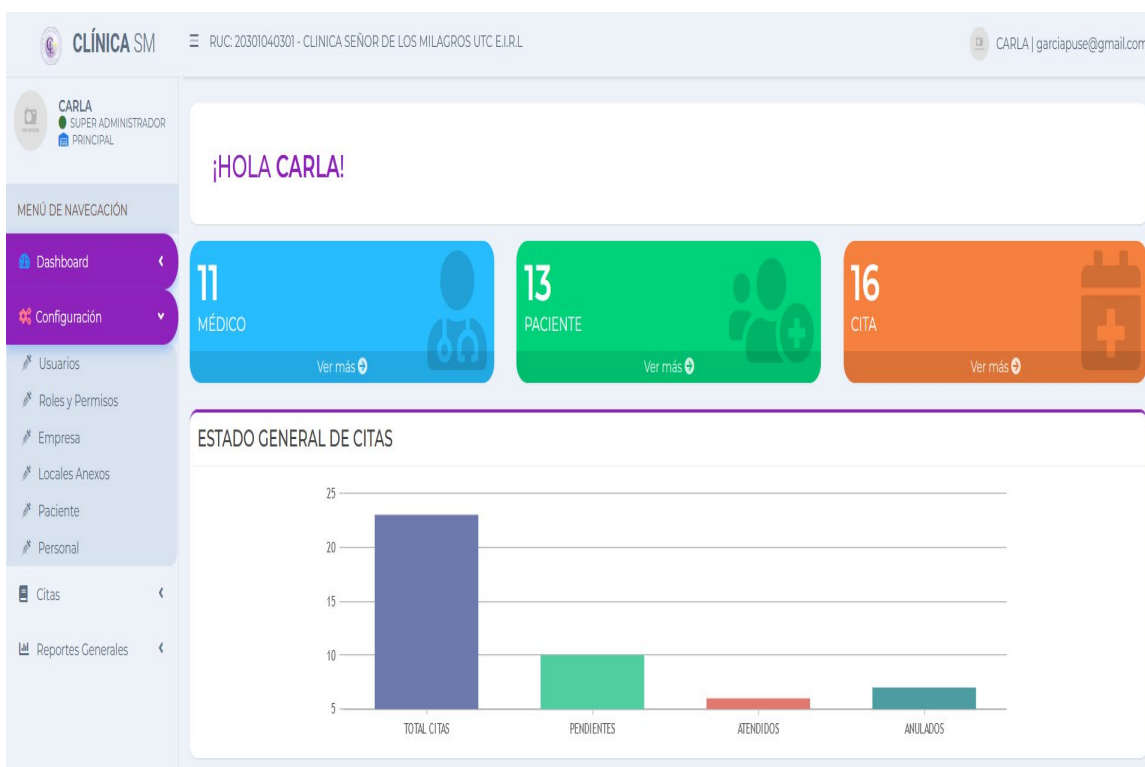 CLÍNICA SM
RUC: 20301040301 - CLINICA SEÑOR DE LOS MILAGROS UTC E.I.R.L
CARLA | garciapuse@gmail.com
CARLA
SUPER ADMINISTRADOR
PRINCIPAL
MENÚ DE NAVEGACIÓN
Dashboard
Configuración
Usuarios
Roles y Permisos
Empresa
Locales Anexos
Paciente
Personal
Citas
Reportes Generales
¡HOLA CARLA!
11
MÉDICO
Ver más
13
PACIENTE
Ver más
16
CITA
Ver más
ESTADO GENERAL DE CITAS
25
20
15
10
5
TOTAL CITAS
PENDIENTES
ATENDIDOS
ANULADOS